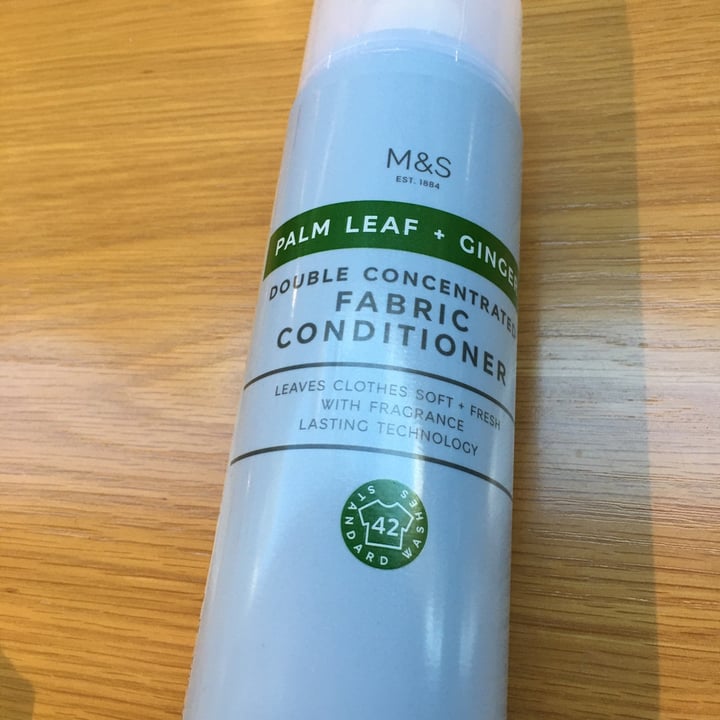 M&S
EST. 1884
PALM LEAF + GINGER
DOUBLE CONCENTRATED
FABRIC
CONDITIONER
LEAVES CLOTHES SOFT + FRESH
WITH FRAGRANCE
LASTING TECHNOLOGY
42
STANDARD WASHES